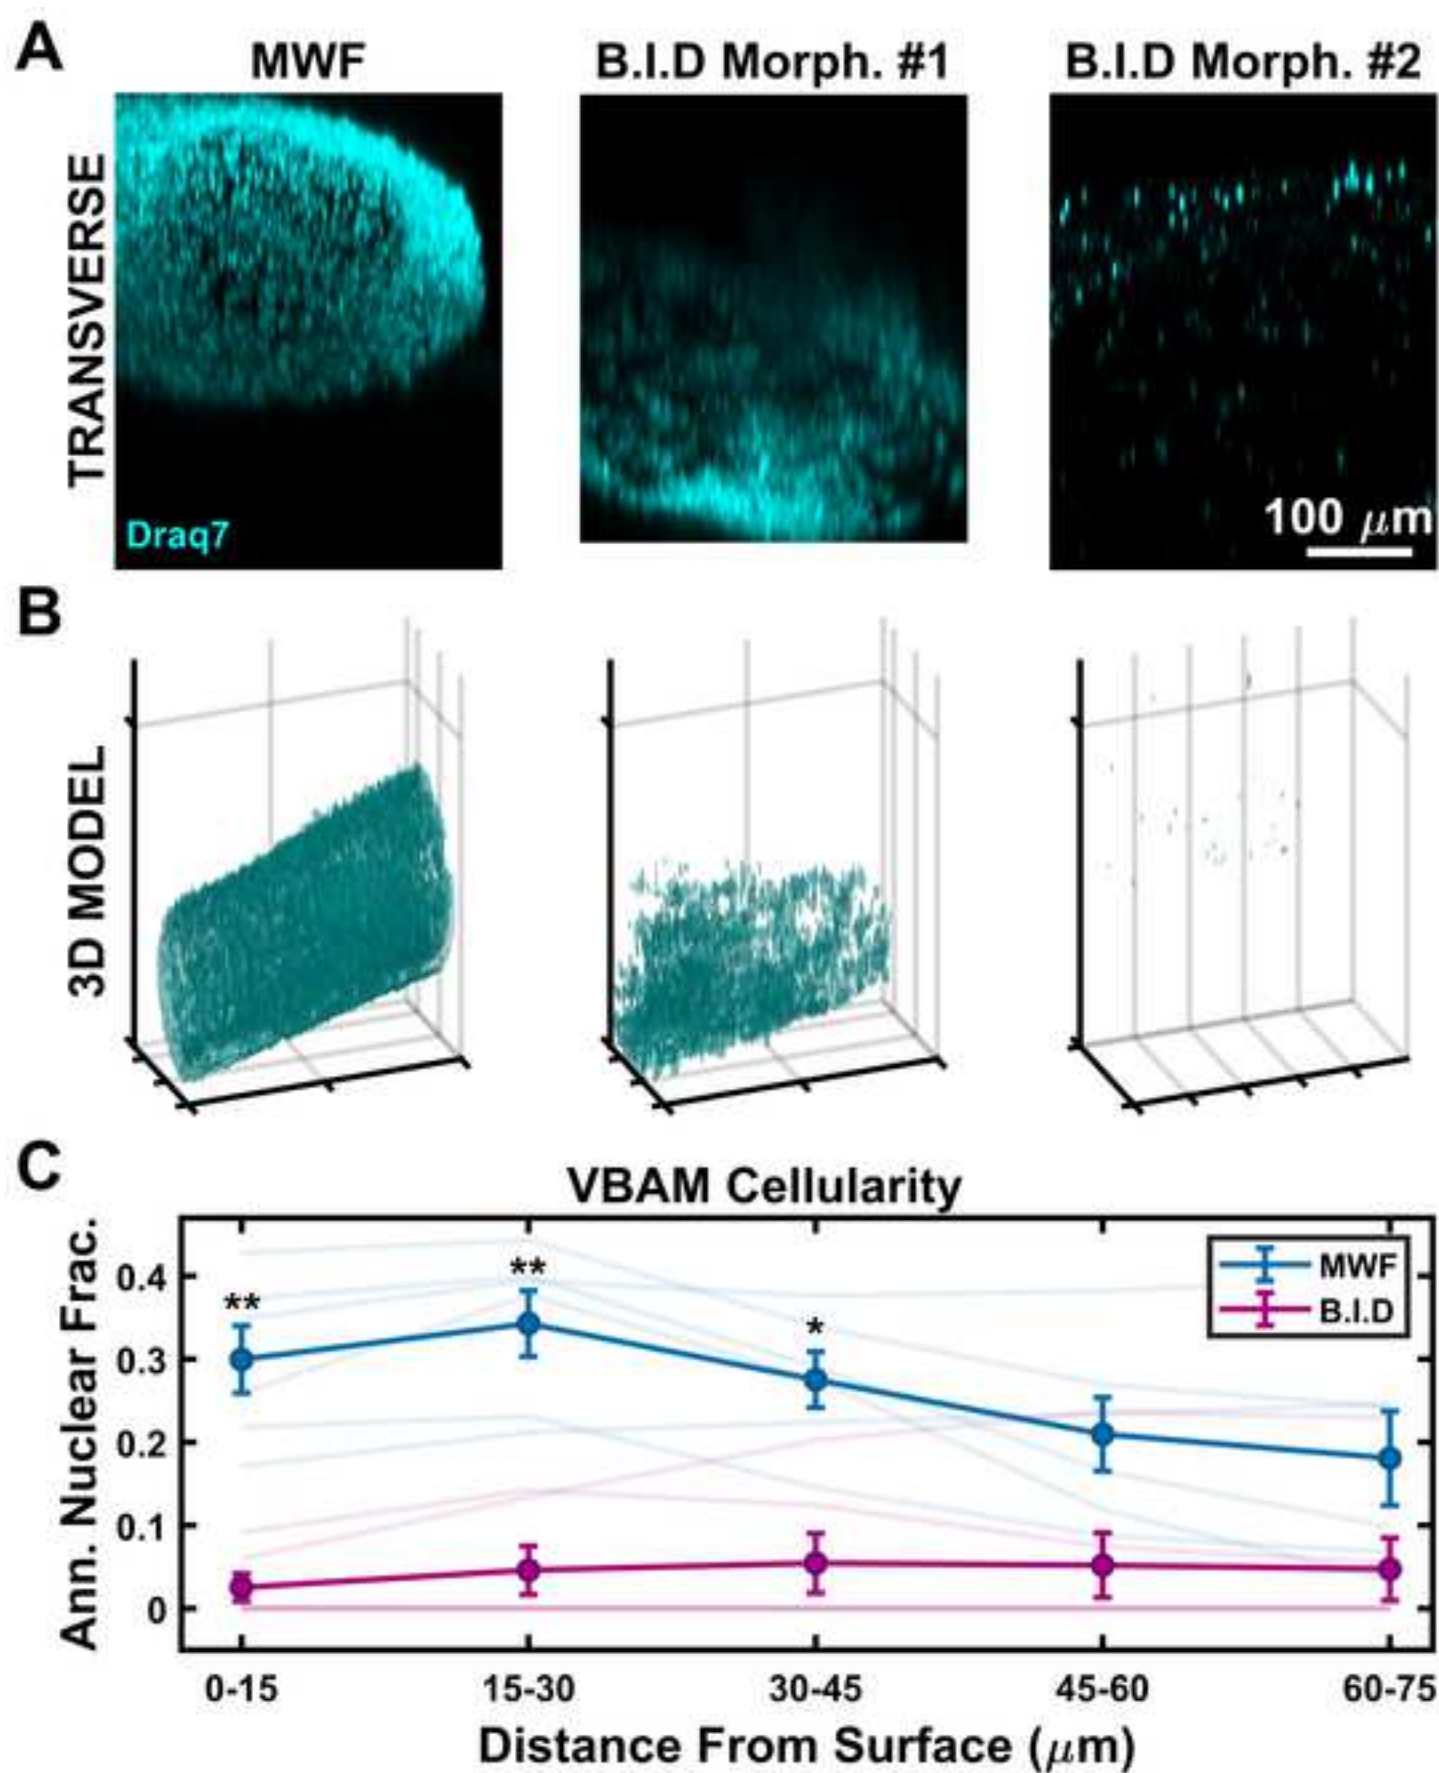 A
MWF
B.I.D Morph. #1
B.I.D Morph. #2
TRANSVERSE
Draq7
100 μm
B
3D MODEL
C
VBAM Cellularity
Ann. Nuclear Frac.
0.4
0.3
0.2
0.1
0
**
**
*
MWF
B.I.D
0-15
15-30
30-45
45-60
60-75
Distance From Surface (μm)